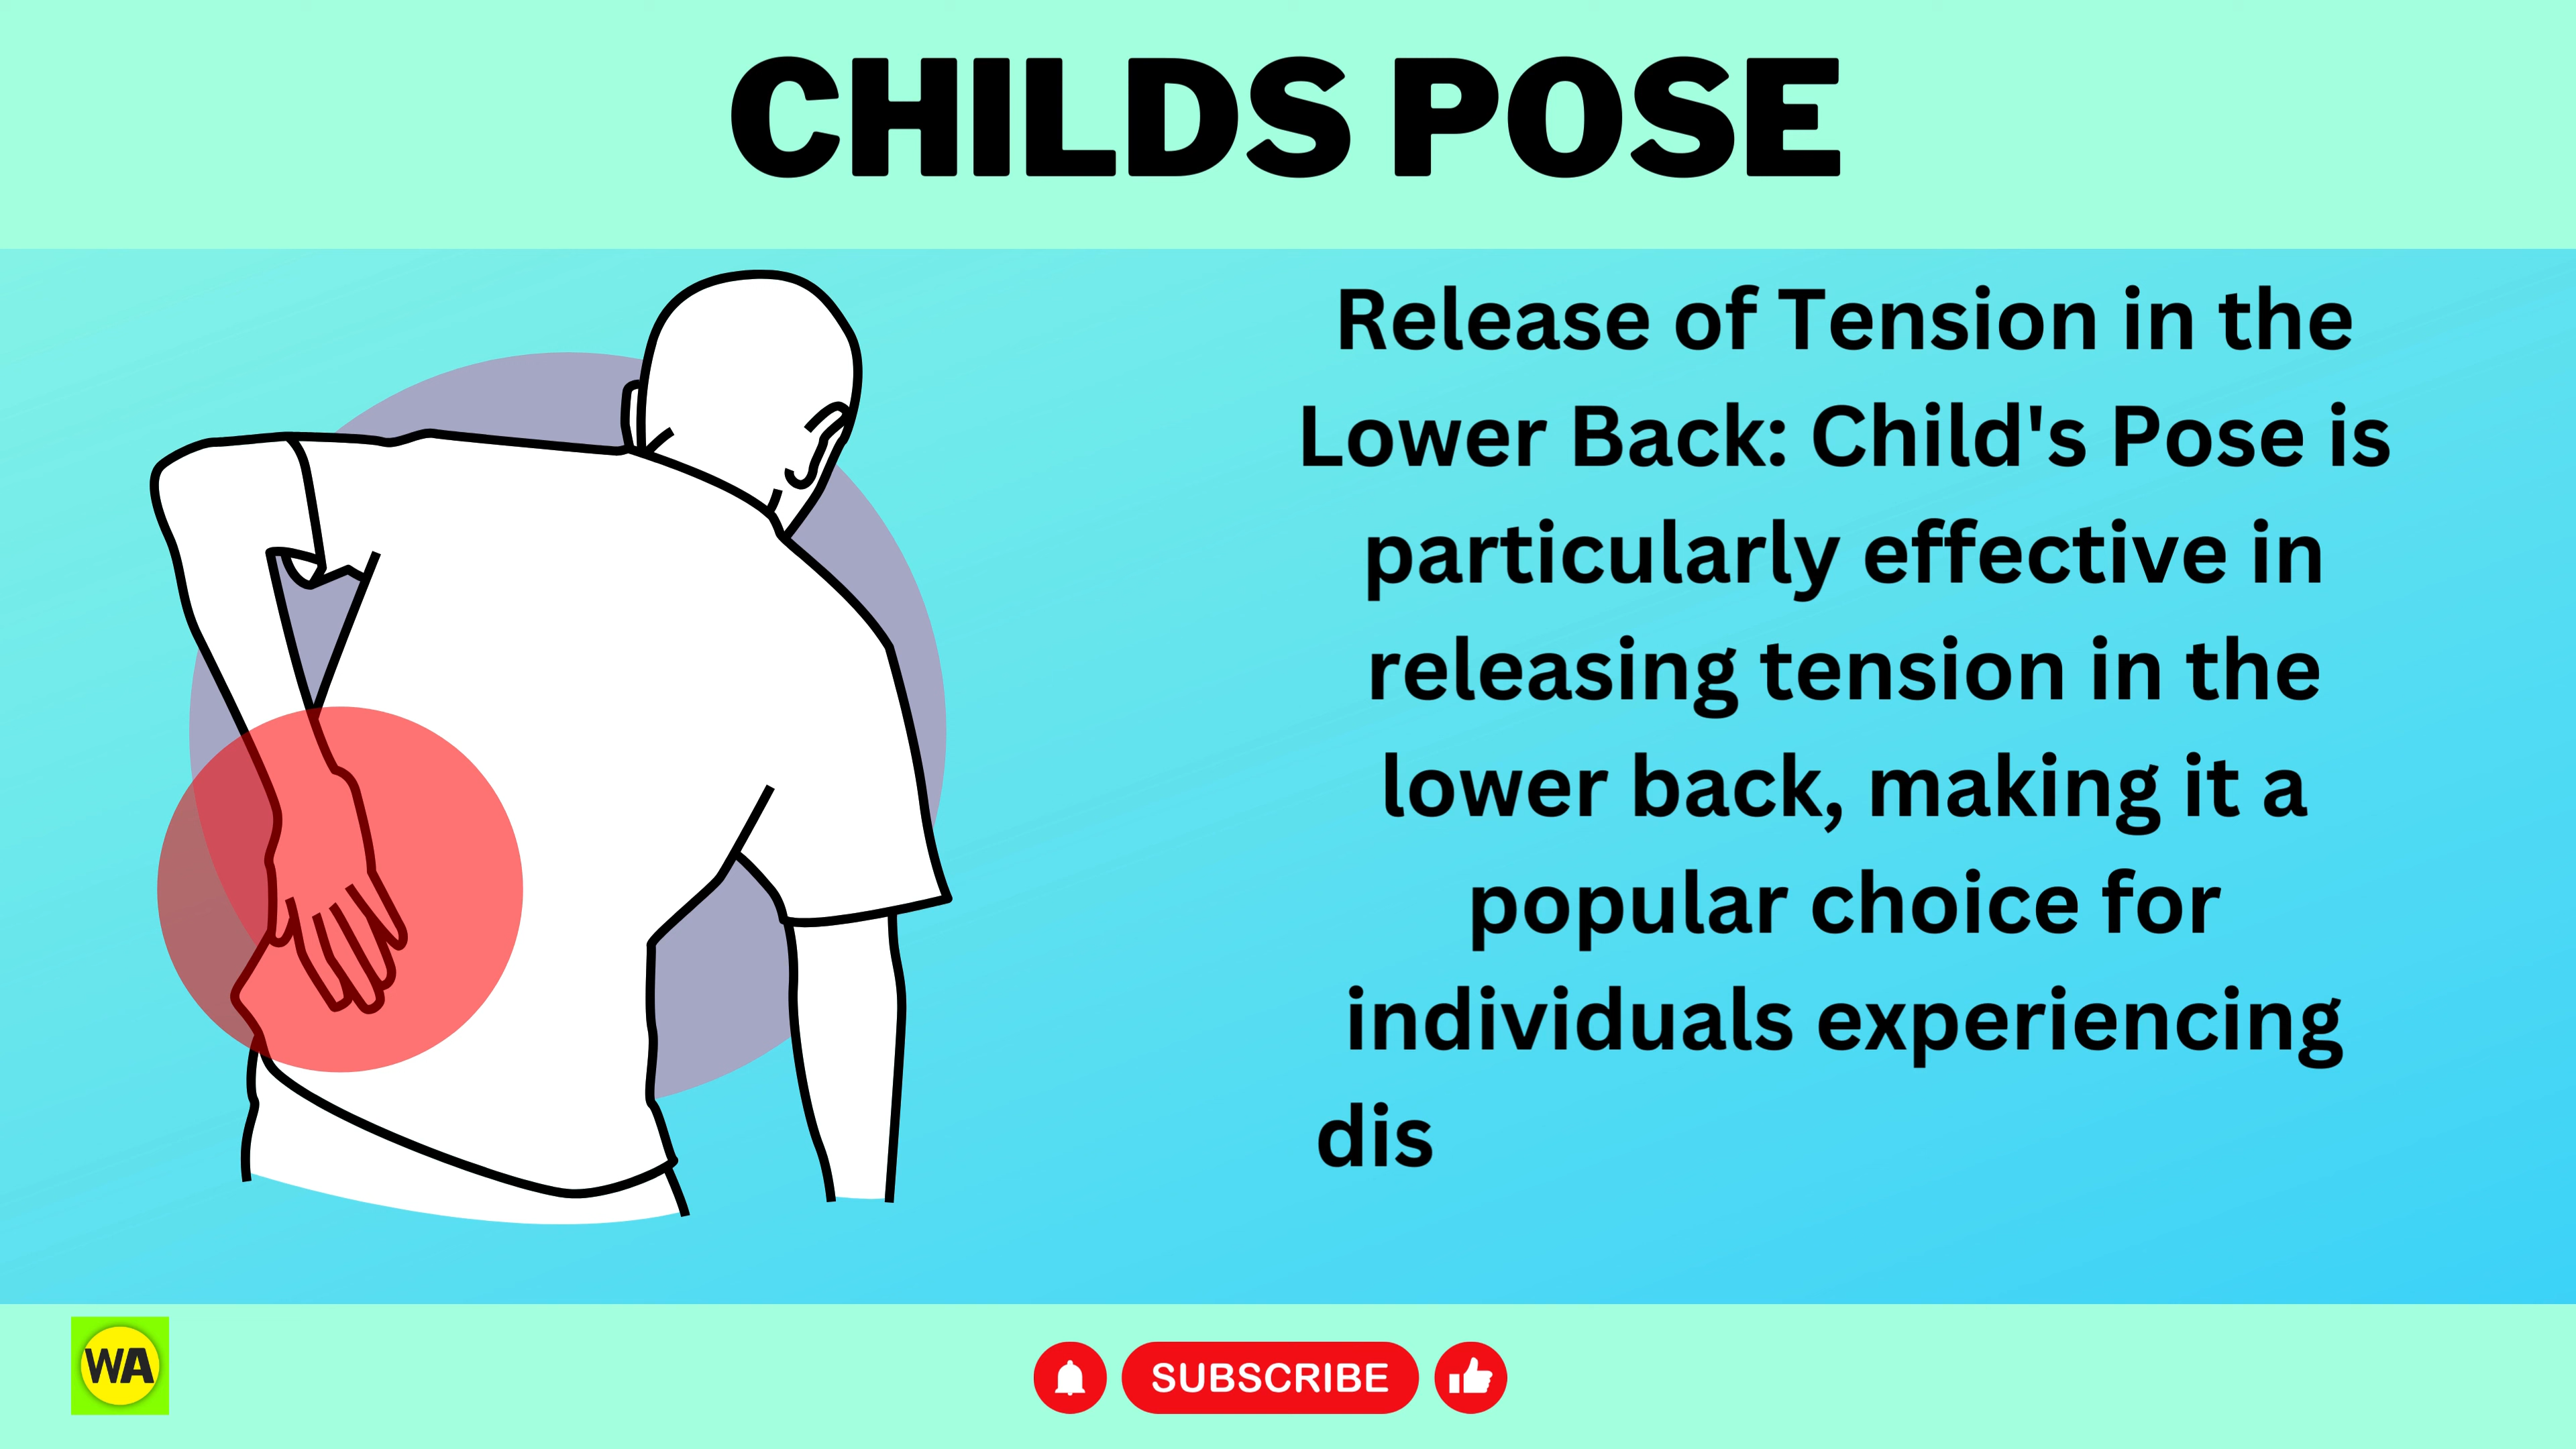 CHILDS POSE
Release of Tension in the
Lower Back: Child's Pose is
particularly effective in
releasing tension in the
lower back, making it a
popular choice for
individuals experiencing
dis
WA
SUBSCRIBE